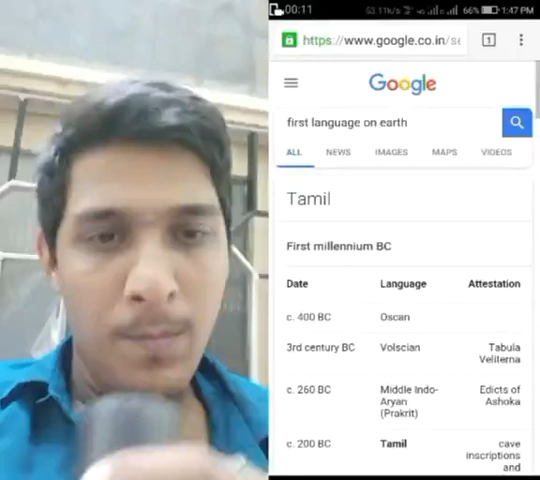 00:11 53.11K/s 66% 1:47 PM
https://www.google.co.in/se 1
Google
first language on earth
ALL NEWS IMAGES MAPS VIDEOS
Tamil
First millennium BC
Date Language Attestation
c. 400 BC Oscan
3rd century BC Volscian Tabula
Veliterna
c. 260 BC Middle Indo- Edicts of
Aryan Ashoka
(Prakrit)
c. 200 BC Tamil cave
inscriptions
and